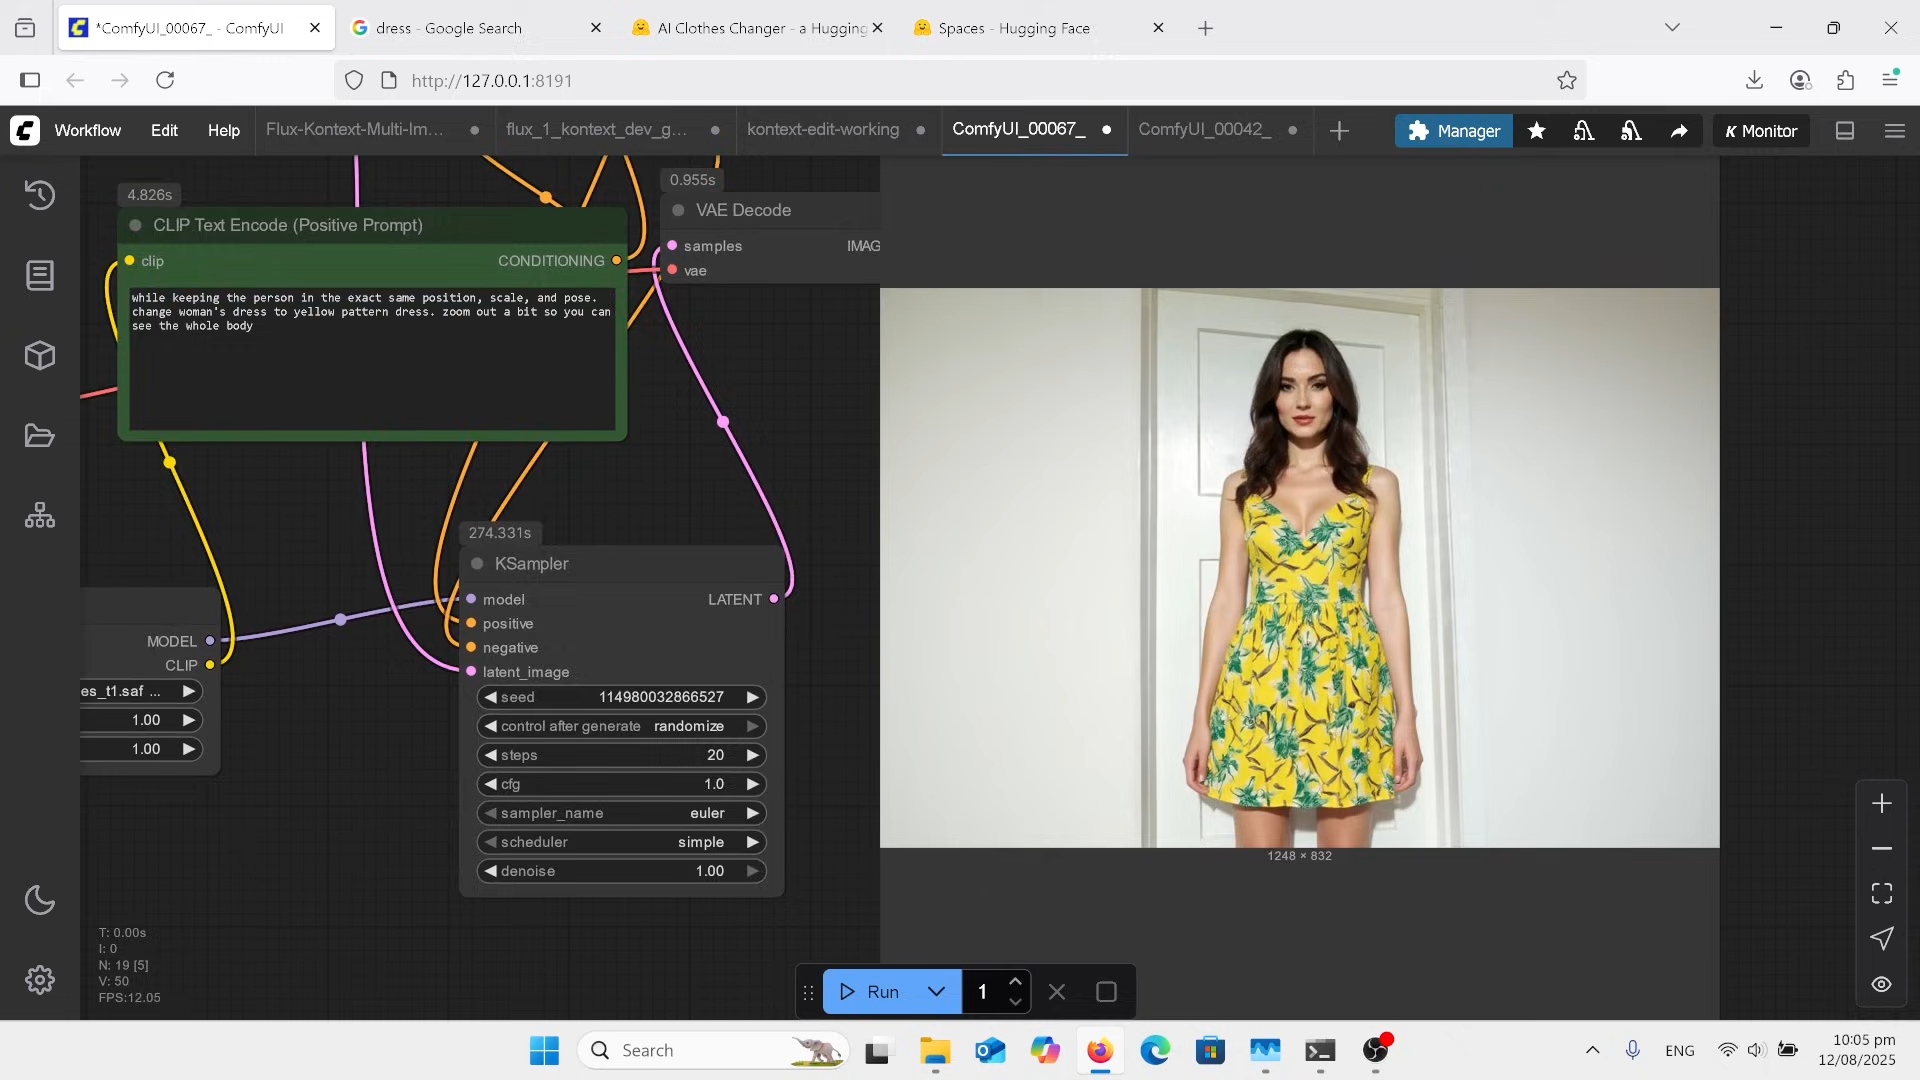 *ComfyUI_00067_ - ComfyUI
dress - Google Search
AI Clothes Changer - a Hugging
Spaces - Hugging Face
http://127.0.0.1:8191
Workflow
Edit
Help
Flux-Kontext-Multi-Im...
flux_1_kontext_dev_g...
kontext-edit-working
ComfyUI_00067_
ComfyUI_00042_
Manager
K Monitor
4.826s
CLIP Text Encode (Positive Prompt)
clip
CONDITIONING
while keeping the person in the exact same position, scale, and pose.
change woman's dress to yellow pattern dress. zoom out a bit so you can
see the whole body
0.955s
VAE Decode
samples
IMAG
vae
MODEL
CLIP
es_t1.saf ...
1.00
1.00
274.331s
KSampler
model
LATENT
positive
negative
latent_image
seed 114980032866527
control after generate randomize
steps 20
cfg 1.0
sampler_name euler
scheduler simple
denoise 1.00
1248 × 832
T: 0.00s
I: 0
N: 19 [5]
V: 50
FPS:12.05
Run
1
Search
ENG
10:05 pm
12/08/2025